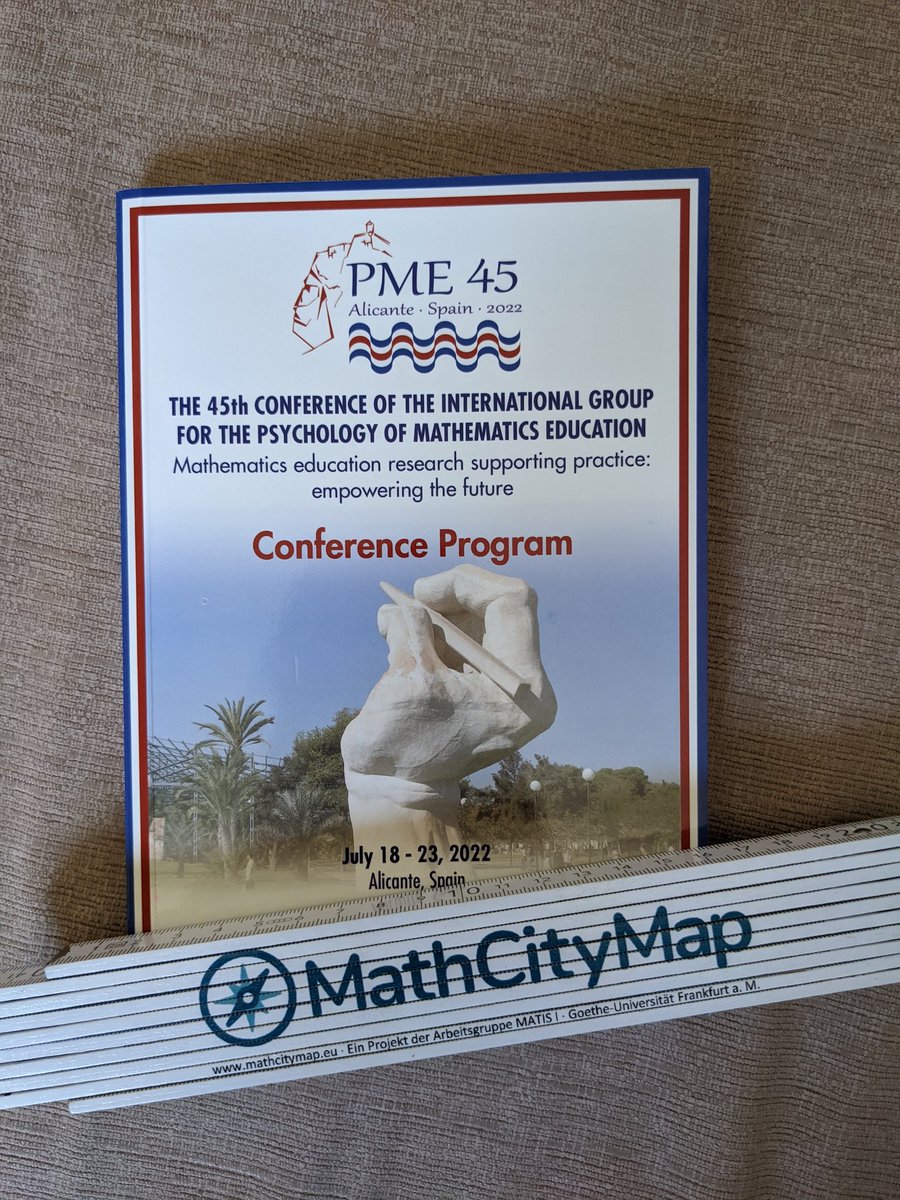 PME 45
Alicante · Spain · 2022
THE 45th CONFERENCE OF THE INTERNATIONAL GROUP
FOR THE PSYCHOLOGY OF MATHEMATICS EDUCATION
Mathematics education research supporting practice:
empowering the future
Conference Program
July 18 - 23, 2022
Alicante, Spain
MathCityMap
www.mathcitymap.eu · Ein Projekt der Arbeitsgruppe MATIS I · Goethe-Universität Frankfurt a. M.